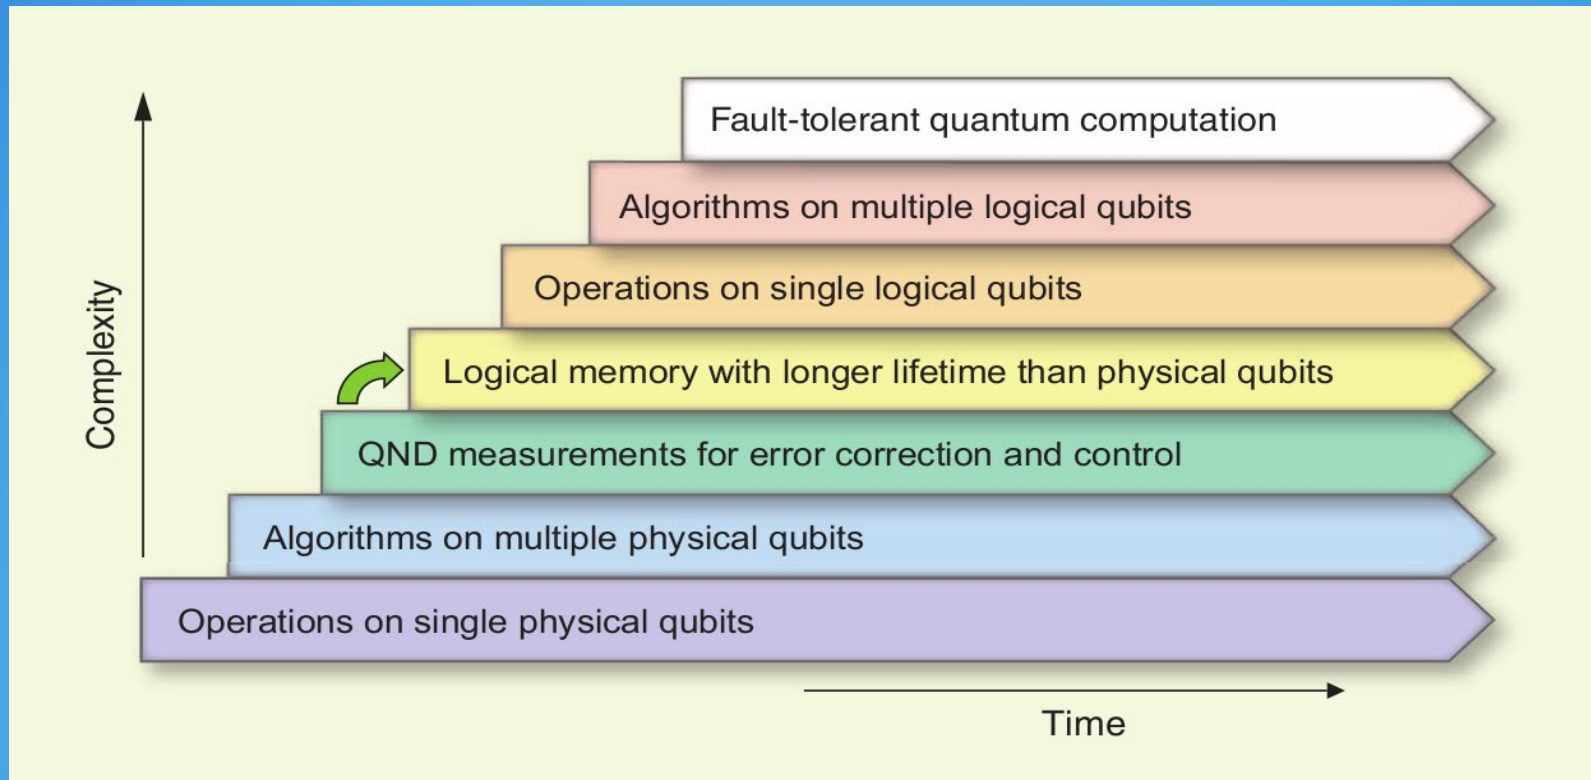 Fault-tolerant quantum computation
Algorithms on multiple logical qubits
Operations on single logical qubits
Logical memory with longer lifetime than physical qubits
QND measurements for error correction and control
Algorithms on multiple physical qubits
Operations on single physical qubits
Complexity
Time